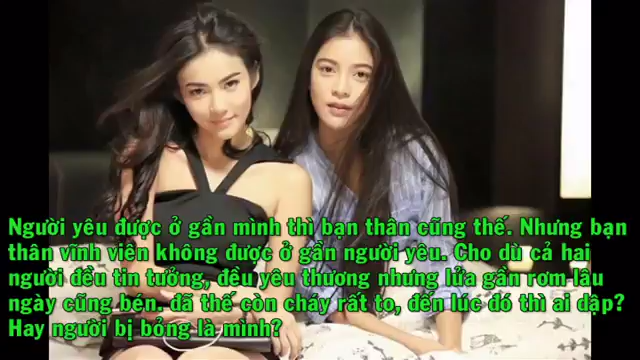 Người yêu được ở gần mình thì bạn thân cũng thế. Nhưng bạn
thân vĩnh viên không được ở gần người yêu. Cho dù cả hai
người đều tin tưởng, đều yêu thương nhưng lửa gần rơm lâu
ngày cũng bén. đã thế còn cháy rất to, đến lúc đó thì ai dập?
Hay người bị bỏng là mình?